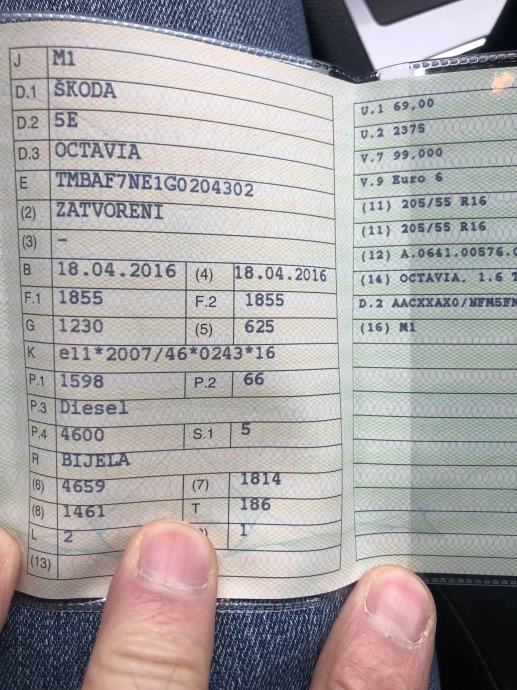 J M1
D.1 ŠKODA
D.2 5E
D.3 OCTAVIA
E TMBAF7NE1G0204302
(2) ZATVORENI
(3) –
B 18.04.2016 (4) 18.04.2016
F.1 1855 F.2 1855
G 1230 (5) 625
K e11*2007/46*0243*16
P.1 1598 P.2 66
P.3 Diesel
P.4 4600 S.1 5
R BIJELA
(6) 4659 (7) 1814
(8) 1461 T 186
L 2 1
(13)
U.1 69,00
U.2 2375
V.7 99,000
V.9 Euro 6
(11) 205/55 R16
(11) 205/55 R16
(12) A.0641.00576.0
(14) OCTAVIA, 1.6 T
D.2 AACXXAX0/NFM5FM
(16) M1